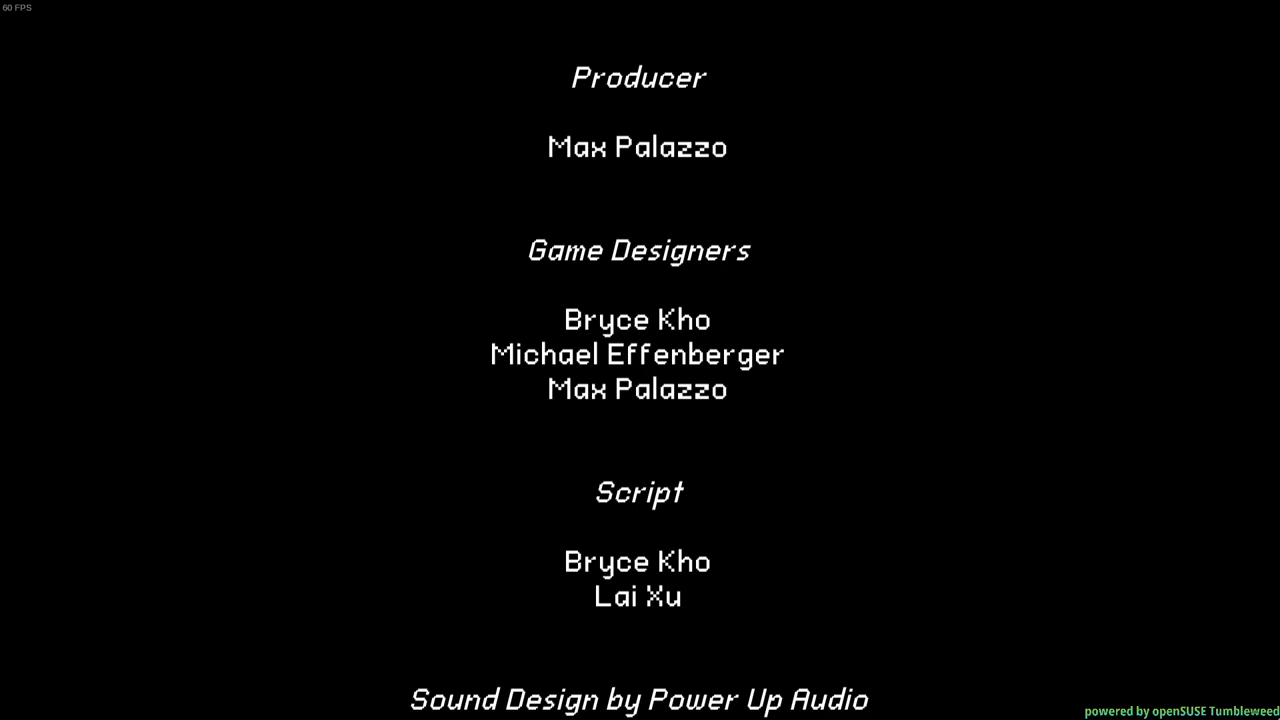 60 FPS
Producer
Max Palazzo
Game Designers
Bryce Kho
Michael Effenberger
Max Palazzo
Script
Bryce Kho
Lai Xu
Sound Design by Power Up Audio
powered by openSUSE Tumbleweed